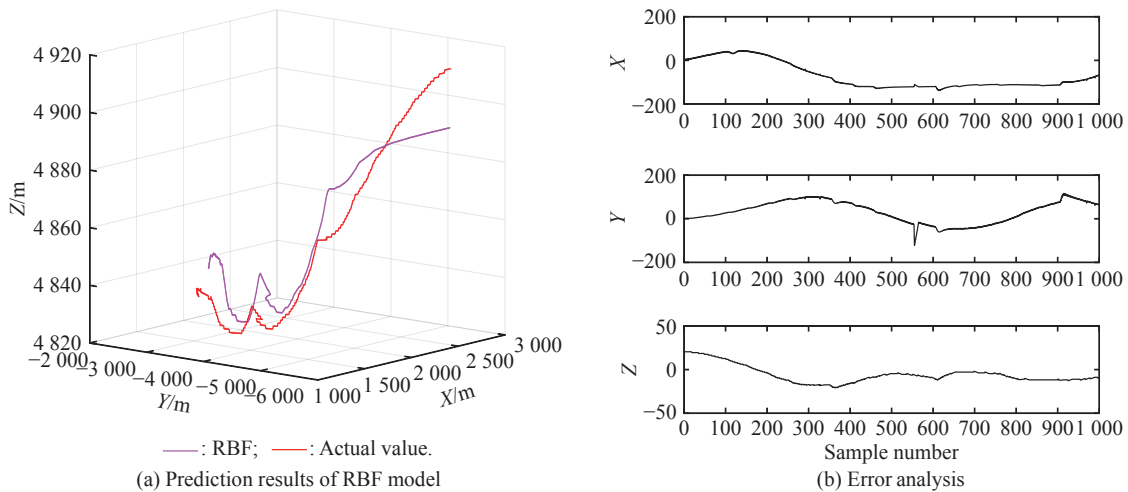 4 920
4 900
4 880
4 860
4 840
4 820
Z/m
−2 000
−3 000
−4 000
−5 000
−6 000
Y/m
1 000
1 500
2 000
2 500
3 000
X/m
: RBF; : Actual value.
(a) Prediction results of RBF model
200
0
−200
X
0 100 200 300 400 500 600 700 800 900 1 000
200
0
−200
Y
0 100 200 300 400 500 600 700 800 900 1 000
50
0
−50
Z
0 100 200 300 400 500 600 700 800 900 1 000
Sample number
(b) Error analysis